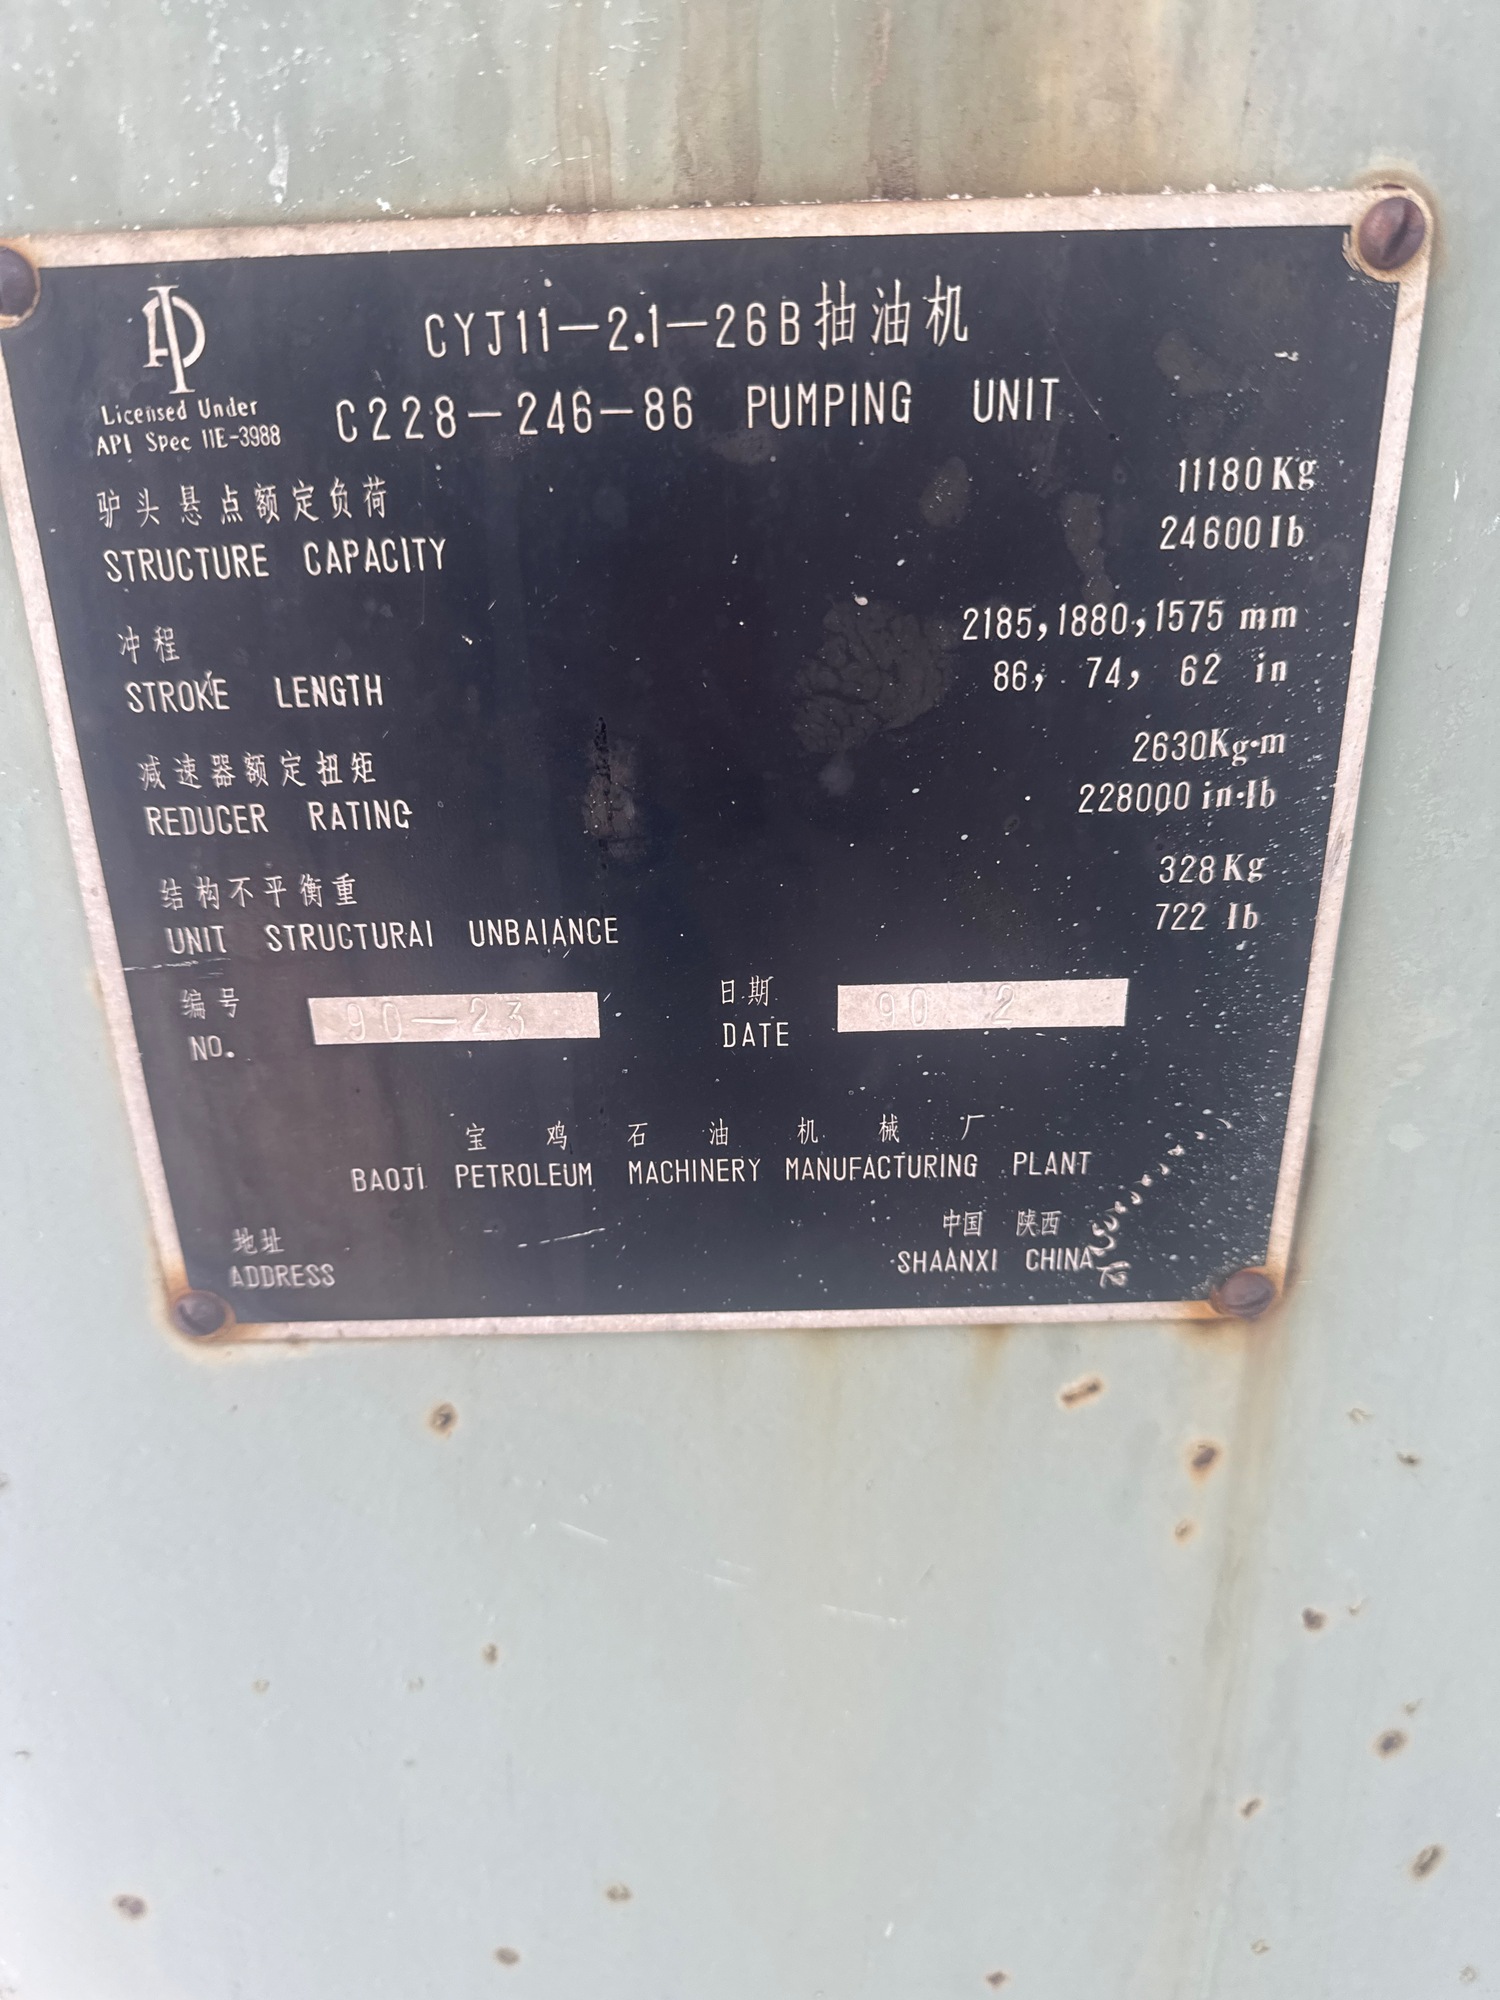 CYJ11-2.1-26B抽油机
C228-246-86 PUMPING UNIT
Licensed Under
API Spec 11E-3988
驴头悬点额定负荷 11180Kg
STRUCTURE CAPACITY 24600 lb
冲程 2185,1880,1575 mm
STROKE LENGTH 86, 74, 62 in
减速器额定扭矩 2630Kg·m
REDUCER RATING 228000 in·lb
结构不平衡重 328Kg
UNIT STRUCTURAl UNBAlANCE 722 lb
编号 日期
NO. 90-23 DATE 90 2
宝鸡石油机械厂
BAOJI PETROLEUM MACHINERY MANUFACTURING PLANT
地址 中国 陕西
ADDRESS SHAANXI CHINA